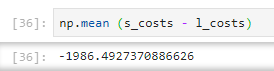 [36]: np.mean (s_costs - l_costs)
[36]: -1986.4927370886626